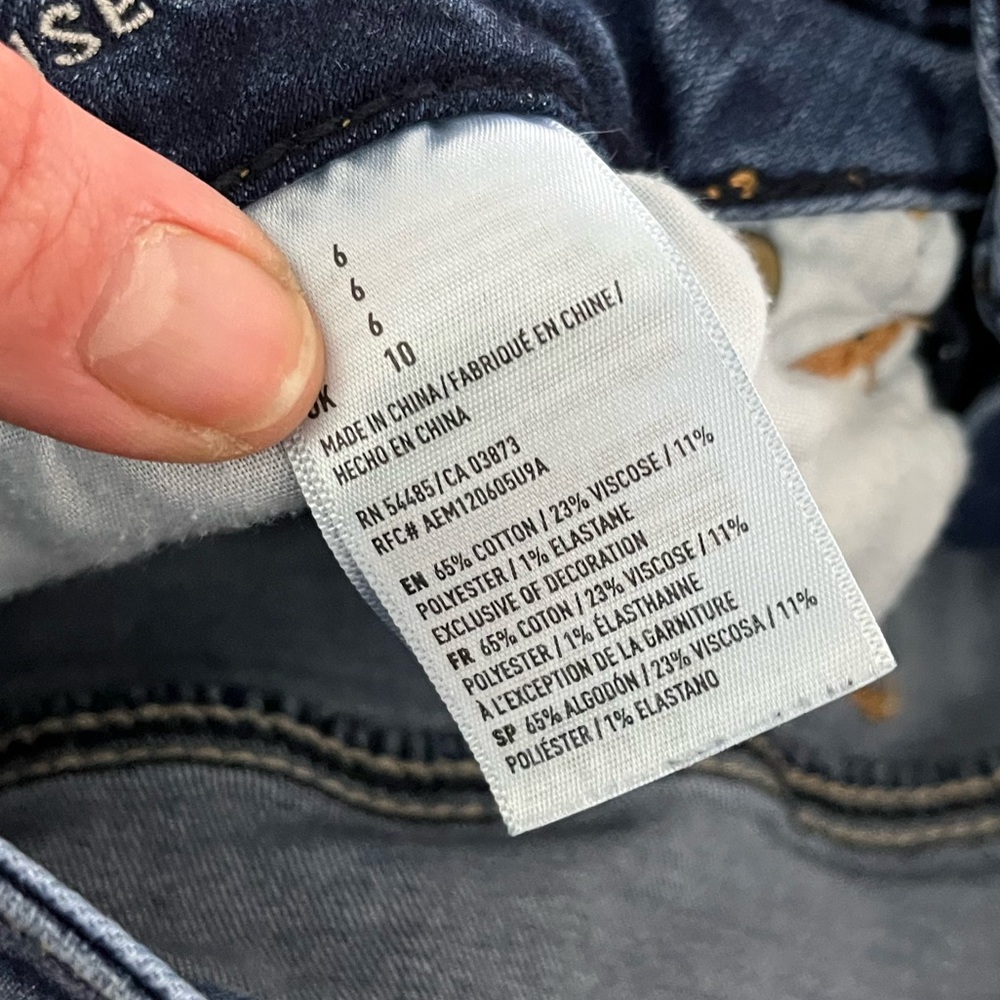 6
6
6
10
MADE IN CHINA/FABRIQUÉ EN CHINE/
HECHO EN CHINA
RN 54485/CA 03873
RFC# AEM120605U9A
EN 65% COTTON / 23% VISCOSE / 11%
POLYESTER / 1% ELASTANE
EXCLUSIVE OF DECORATION
FR 65% COTON / 23% VISCOSE / 11%
POLYESTER / 1% ÉLASTHANNE
À L'EXCEPTION DE LA GARNITURE
SP 65% ALGODÓN / 23% VISCOSA / 11%
POLIÉSTER / 1% ELASTANO